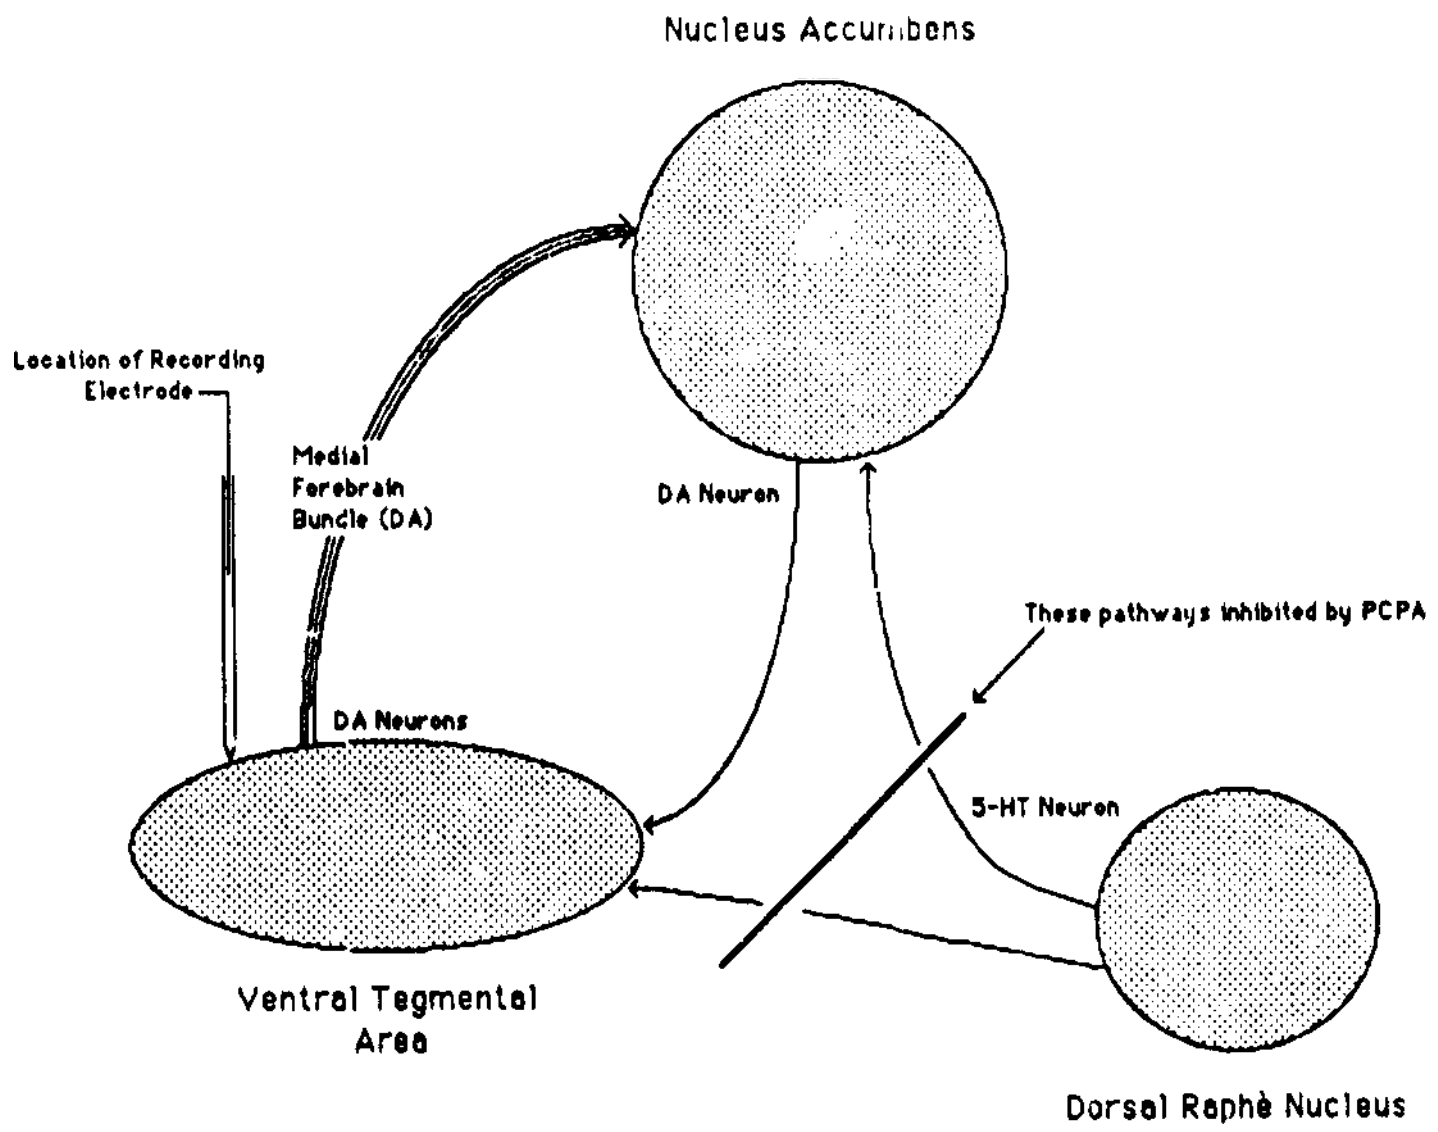 Nucleus Accumbens
Location of Recording
Electrode
Medial
Forebrain
Bundle (DA)
DA Neuron
These pathways inhibited by PCPA
DA Neurons
5-HT Neuron
Ventral Tegmental
Area
Dorsal Raphè Nucleus